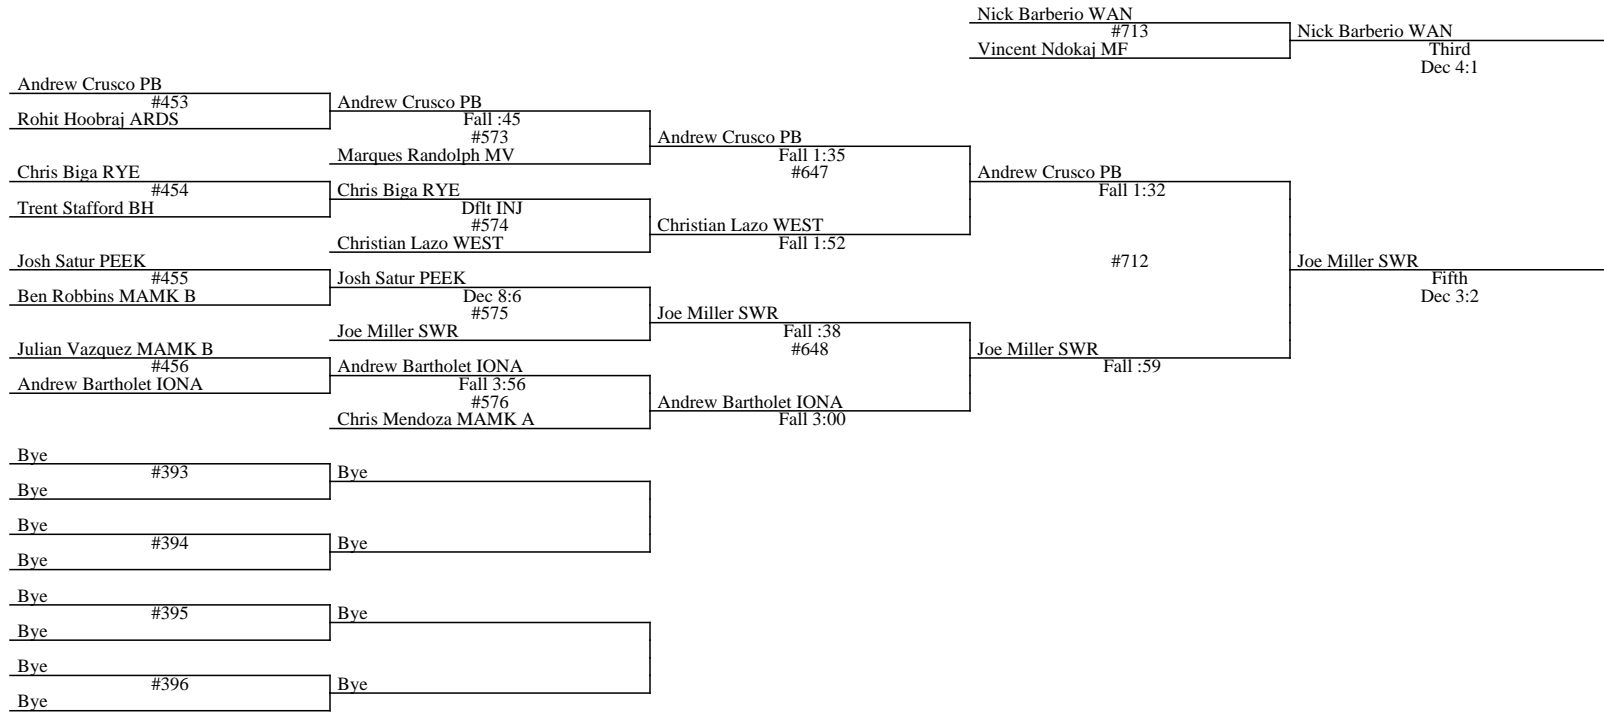 Nick Barberio WAN
#713
Vincent Ndokaj MF
Nick Barberio WAN
Third
Dec 4:1
Andrew Crusco PB
#453
Rohit Hoobraj ARDS
Chris Biga RYE
#454
Trent Stafford BH
Josh Satur PEEK
#455
Ben Robbins MAMK B
Julian Vazquez MAMK B
#456
Andrew Bartholet IONA
Andrew Crusco PB
Fall :45
#573
Marques Randolph MV
Chris Biga RYE
Dflt INJ
#574
Christian Lazo WEST
Josh Satur PEEK
Dec 8:6
#575
Joe Miller SWR
Andrew Bartholet IONA
Fall 3:56
#576
Chris Mendoza MAMK A
Andrew Crusco PB
Fall 1:35
#647
Christian Lazo WEST
Fall 1:52
Joe Miller SWR
Fall :38
#648
Andrew Bartholet IONA
Fall 3:00
Andrew Crusco PB
Fall 1:32
#712
Joe Miller SWR
Fall :59
Joe Miller SWR
Fifth
Dec 3:2
Bye
#393
Bye
Bye
#394
Bye
Bye
#395
Bye
Bye
#396
Bye
Bye
Bye
Bye
Bye